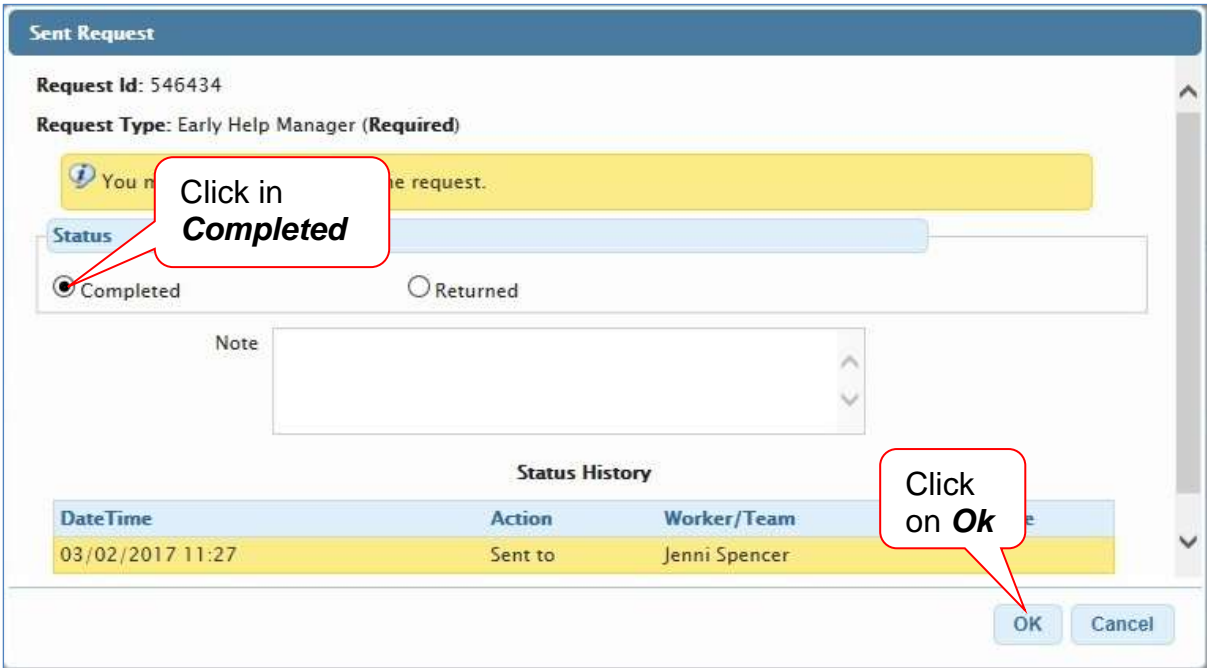 Sent Request
Request Id: 546434
Request Type: Early Help Manager (Required)
You request.
Click in
Completed
Status
Completed Returned
Note
Status History
Click
on Ok
DateTime Action Worker/Team
03/02/2017 11:27 Sent to Jenni Spencer
OK Cancel